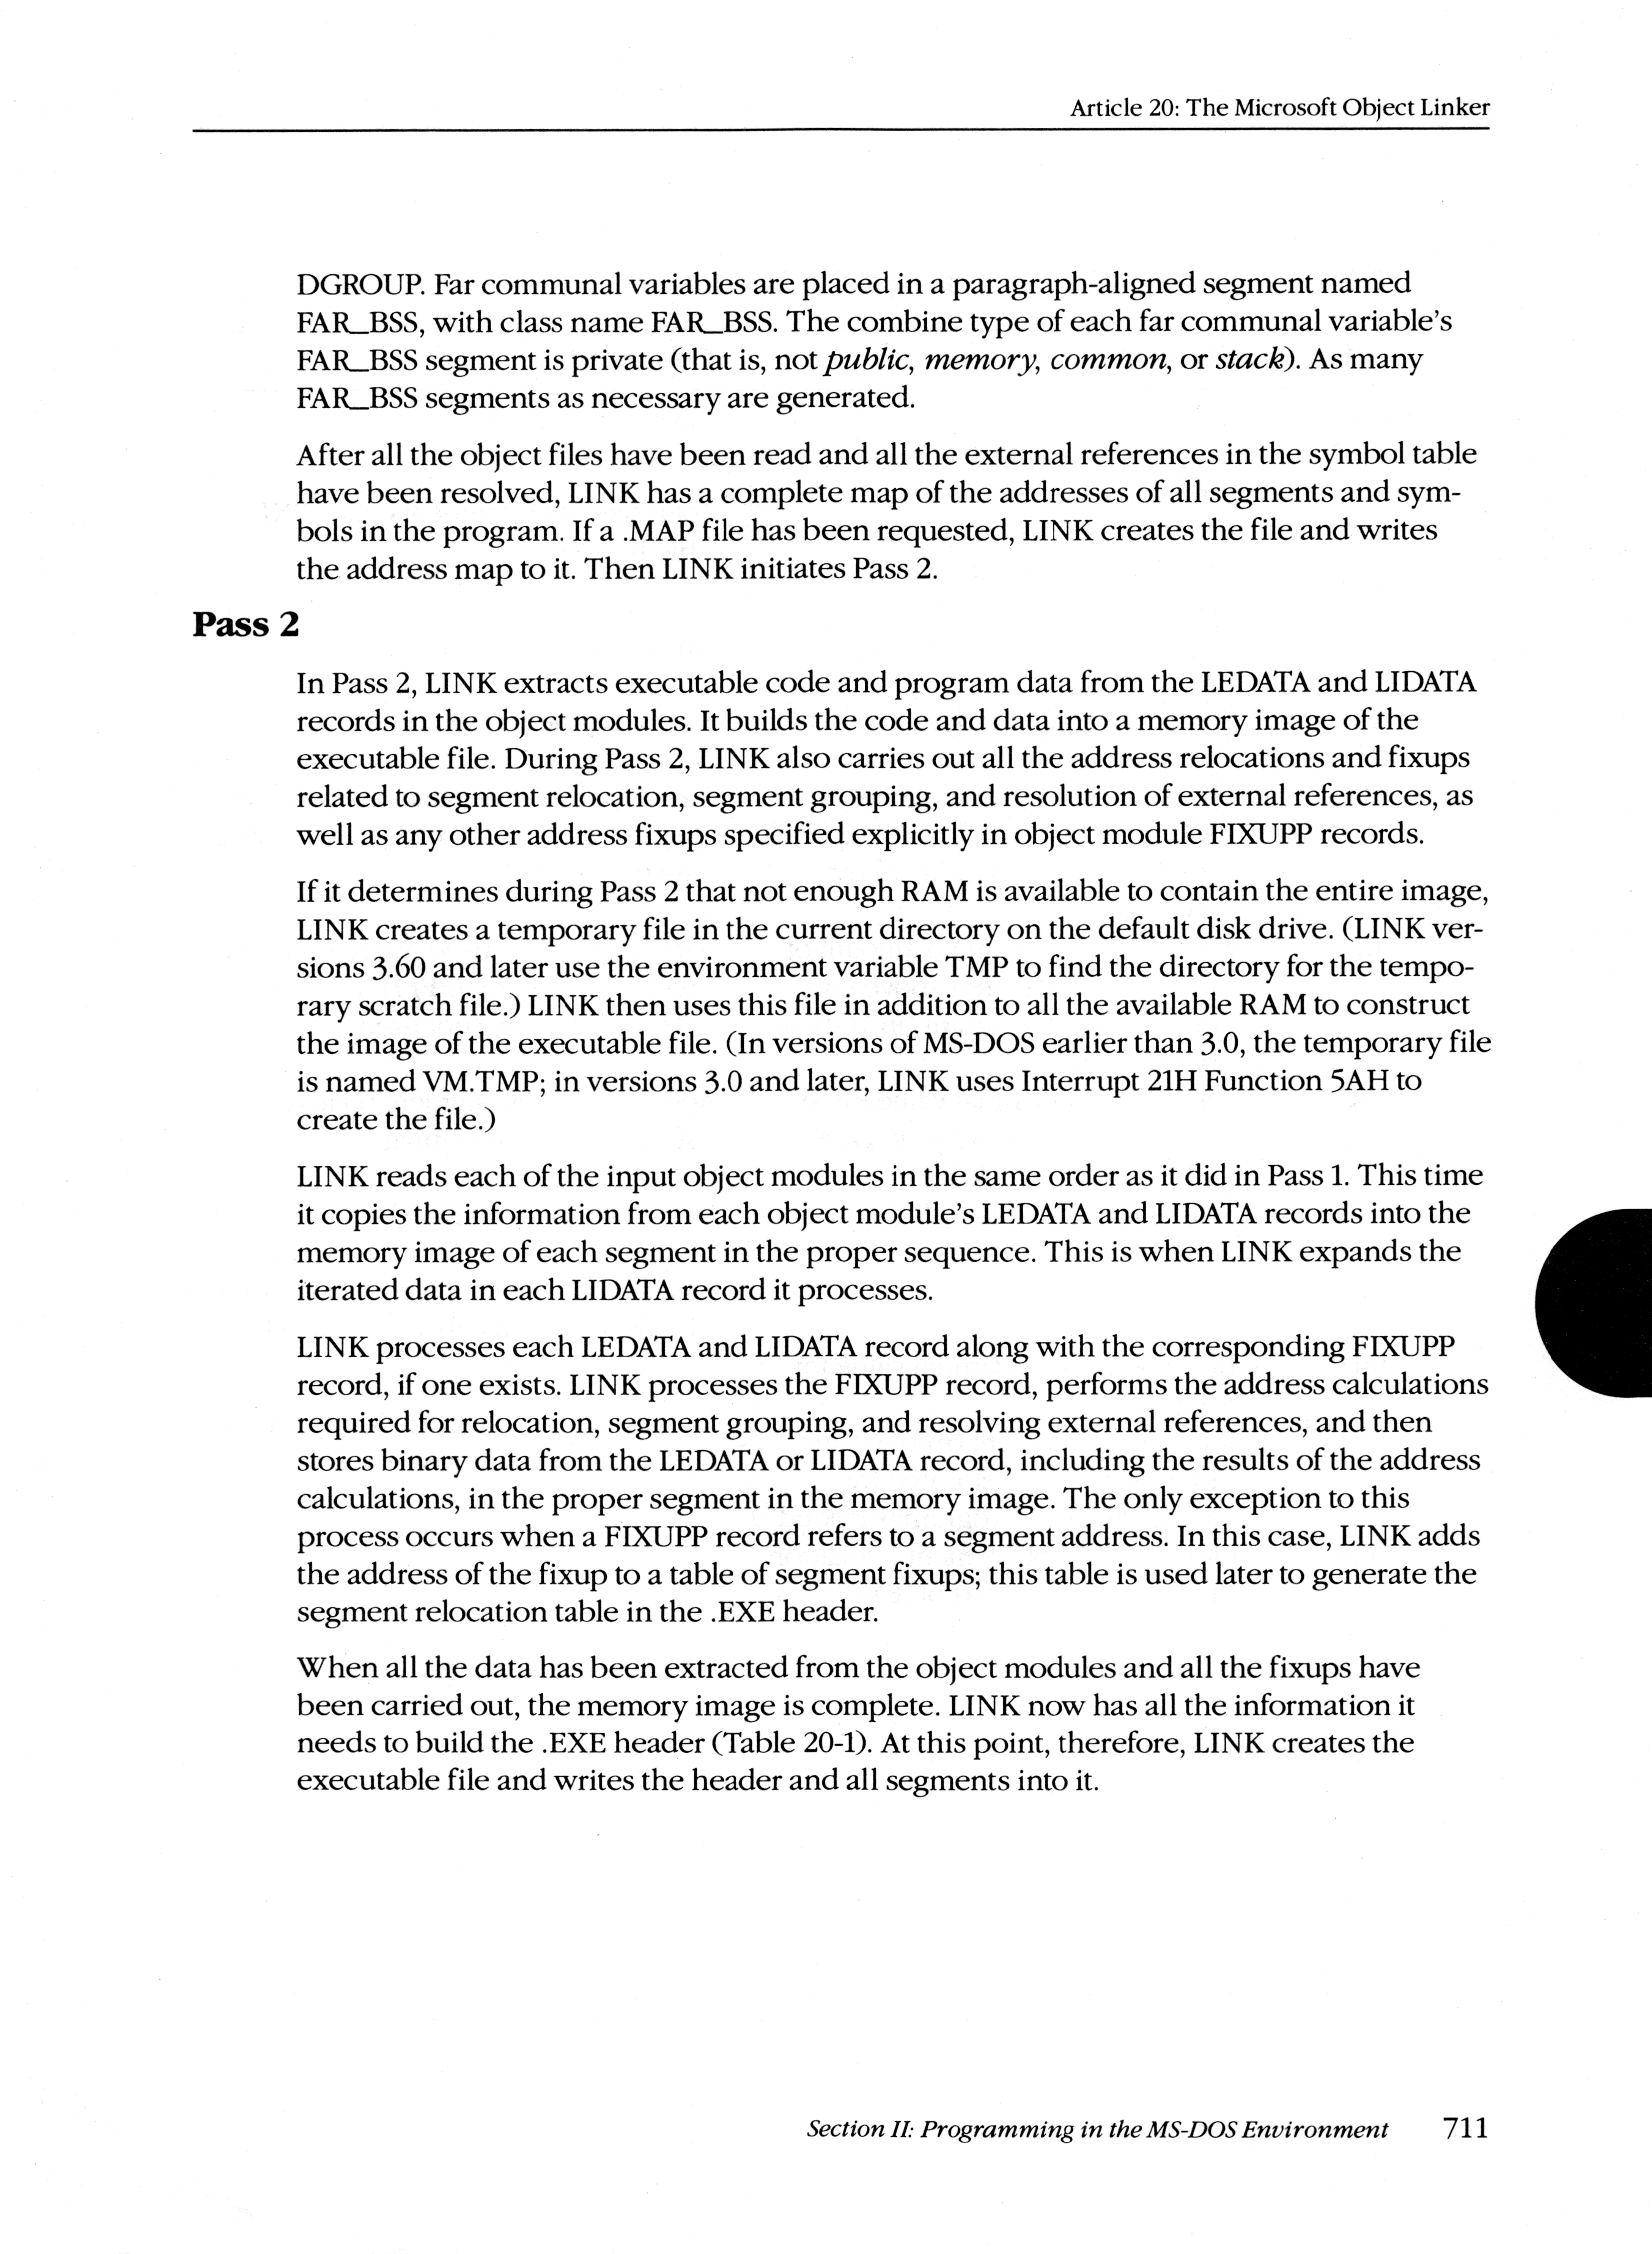 Article 20: The Microsoft Object Linker
DGROUP. Far communal variables are placed in a paragraph-aligned segment named
FAR_BSS, with class name FAR_BSS. The combine type of each far communal variable's
FAR_BSS segment is private (that is, not public, memory, common, or stack). As many
FAR_BSS segments as necessary are generated.
After all the object files have been read and all the external references in the symbol table
have been resolved, LINK has a complete map of the addresses of all segments and sym-
bols in the program. If a .MAP file has been requested, LINK creates the file and writes
the address map to it. Then LINK initiates Pass 2.
Pass 2
In Pass 2, LINK extracts executable code and program data from the LEDATA and LIDATA
records in the object modules. It builds the code and data into a memory image of the
executable file. During Pass 2, LINK also carries out all the address relocations and fixups
related to segment relocation, segment grouping, and resolution of external references, as
well as any other address fixups specified explicitly in object module FIXUPP records.
If it determines during Pass 2 that not enough RAM is available to contain the entire image,
LINK creates a temporary file in the current directory on the default disk drive. (LINK ver-
sions 3.60 and later use the environment variable TMP to find the directory for the tempo-
rary scratch file.) LINK then uses this file in addition to all the available RAM to construct
the image of the executable file. (In versions of MS-DOS earlier than 3.0, the temporary file
is named VM.TMP; in versions 3.0 and later, LINK uses Interrupt 21H Function 5AH to
create the file.)
LINK reads each of the input object modules in the same order as it did in Pass 1. This time
it copies the information from each object module's LEDATA and LIDATA records into the
memory image of each segment in the proper sequence. This is when LINK expands the
iterated data in each LIDATA record it processes.
LINK processes each LEDATA and LIDATA record along with the corresponding FIXUPP
record, if one exists. LINK processes the FIXUPP record, performs the address calculations
required for relocation, segment grouping, and resolving external references, and then
stores binary data from the LEDATA or LIDATA record, including the results of the address
calculations, in the proper segment in the memory image. The only exception to this
process occurs when a FIXUPP record refers to a segment address. In this case, LINK adds
the address of the fixup to a table of segment fixups; this table is used later to generate the
segment relocation table in the .EXE header.
When all the data has been extracted from the object modules and all the fixups have
been carried out, the memory image is complete. LINK now has all the information it
needs to build the .EXE header (Table 20-1). At this point, therefore, LINK creates the
executable file and writes the header and all segments into it.
Section II: Programming in the MS-DOS Environment 711